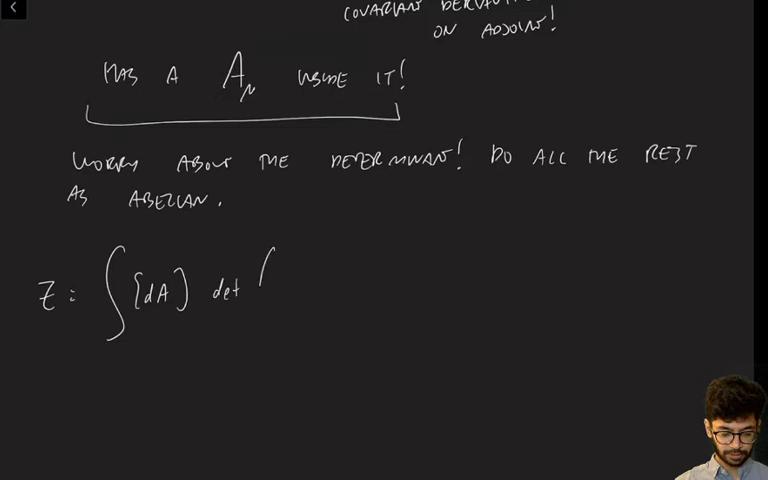 COVARIANT DERIVATIVE
ON ADJOINT!
HAS A A_μ INSIDE IT!
WORRY ABOUT THE DETERMINANT! DO ALL THE REST
AS ABELIAN.
Z = ∫ [dA] det (